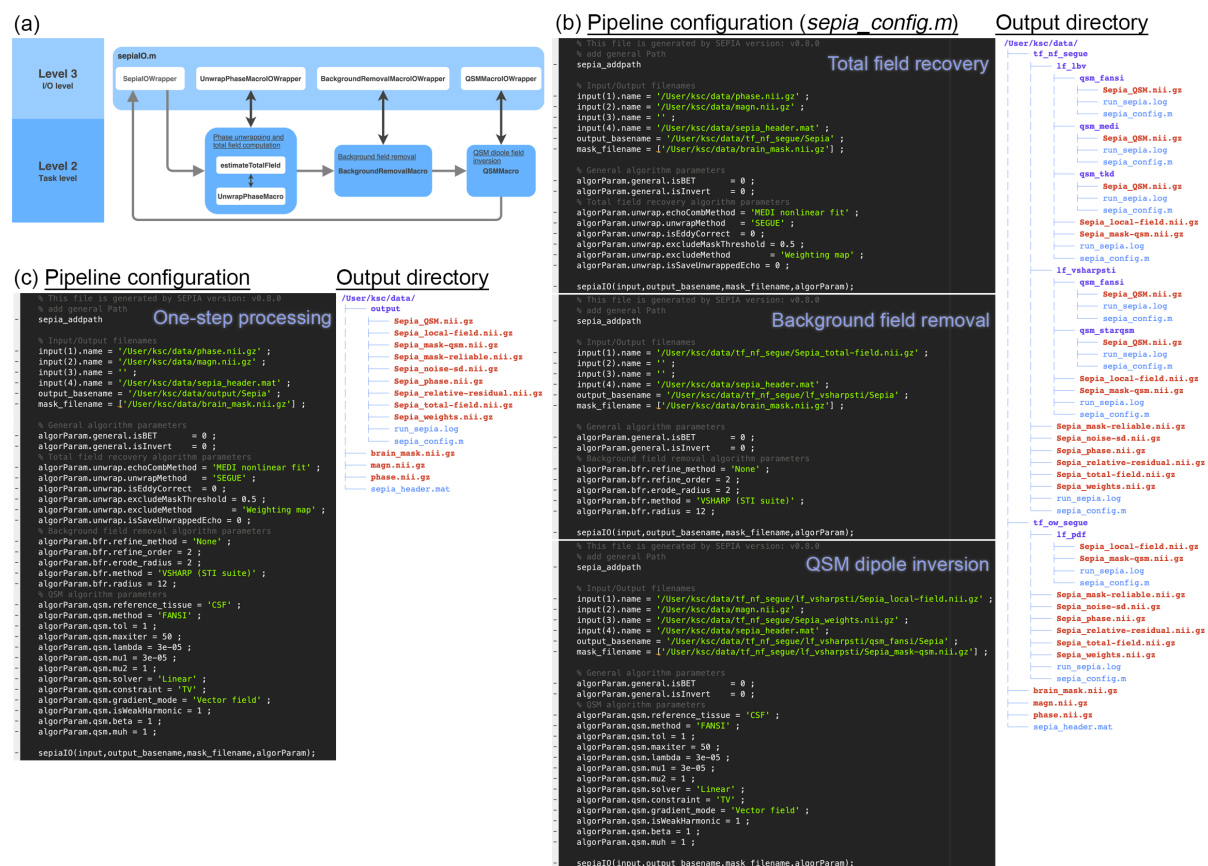 (a)
Level 3
I/O level
Level 2
Task level
sepiaIO.m
SepiaIOWrapper
UnwrapPhaseMacroIOWrapper
BackgroundRemovalMacroIOWrapper
QSMMacroIOWrapper
Phase unwrapping and
total field computation
estimateTotalField
UnwrapPhaseMacro
Background field removal
BackgroundRemovalMacro
QSM dipole field
inversion
QSMMacro
(b) Pipeline configuration (sepia_config.m)
% This file is generated by SEPIA version: v0.8.0
% add general Path
sepia_addpath
Total field recovery
% Input/Output filenames
input(1).name = '/User/ksc/data/phase.nii.gz' ;
input(2).name = '/User/ksc/data/magn.nii.gz' ;
input(3).name = '' ;
input(4).name = '/User/ksc/data/sepia_header.mat' ;
output_basename = '/User/ksc/data/tf_nf_segue/Sepia' ;
mask_filename = ['/User/ksc/data/brain_mask.nii.gz'] ;
% General algorithm parameters
algorParam.general.isBET = 0 ;
algorParam.general.isInvert = 0 ;
% Total field recovery algorithm parameters
algorParam.unwrap.echoCombMethod = 'MEDI nonlinear fit' ;
algorParam.unwrap.unwrapMethod = 'SEGUE' ;
algorParam.unwrap.isEddyCorrect = 0 ;
algorParam.unwrap.excludeMaskThreshold = 0.5 ;
algorParam.unwrap.excludeMethod = 'Weighting map' ;
algorParam.unwrap.isSaveUnwrappedEcho = 0 ;
sepiaIO(input,output_basename,mask_filename,algorParam);
% This file is generated by SEPIA version: v0.8.0
% add general Path
sepia_addpath
Background field removal
% Input/Output filenames
input(1).name = '/User/ksc/data/tf_nf_segue/Sepia_total-field.nii.gz' ;
input(2).name = '' ;
input(3).name = '' ;
input(4).name = '/User/ksc/data/sepia_header.mat' ;
output_basename = '/User/ksc/data/tf_nf_segue/lf_vsharpsti/Sepia' ;
mask_filename = ['/User/ksc/data/brain_mask.nii.gz'] ;
% General algorithm parameters
algorParam.general.isBET = 0 ;
algorParam.general.isInvert = 0 ;
% Background field removal algorithm parameters
algorParam.bfr.refine_method = 'None' ;
algorParam.bfr.refine_order = 2 ;
algorParam.bfr.erode_radius = 2 ;
algorParam.bfr.method = 'VSHARP (STI suite)' ;
algorParam.bfr.radius = 12 ;
sepiaIO(input,output_basename,mask_filename,algorParam);
% This file is generated by SEPIA version: v0.8.0
% add general Path
sepia_addpath
QSM dipole inversion
% Input/Output filenames
input(1).name = '/User/ksc/data/tf_nf_segue/lf_vsharpsti/Sepia_local-field.nii.gz' ;
input(2).name = '/User/ksc/data/magn.nii.gz' ;
input(3).name = '/User/ksc/data/tf_nf_segue/Sepia_weights.nii.gz' ;
input(4).name = '/User/ksc/data/sepia_header.mat' ;
output_basename = '/User/ksc/data/tf_nf_segue/lf_vsharpsti/qsm_fansi/Sepia' ;
mask_filename = ['/User/ksc/data/tf_nf_segue/lf_vsharpsti/Sepia_mask-qsm.nii.gz'] ;
% General algorithm parameters
algorParam.general.isBET = 0 ;
algorParam.general.isInvert = 0 ;
% QSM algorithm parameters
algorParam.qsm.reference_tissue = 'CSF' ;
algorParam.qsm.method = 'FANSI' ;
algorParam.qsm.tol = 1 ;
algorParam.qsm.maxiter = 50 ;
algorParam.qsm.lambda = 3e-05 ;
algorParam.qsm.mu1 = 3e-05 ;
algorParam.qsm.mu2 = 1 ;
algorParam.qsm.solver = 'Linear' ;
algorParam.qsm.constraint = 'TV' ;
algorParam.qsm.gradient_mode = 'Vector field' ;
algorParam.qsm.isWeakHarmonic = 1 ;
algorParam.qsm.beta = 1 ;
algorParam.qsm.muh = 1 ;
sepiaIO(input,output_basename,mask_filename,algorParam);
Output directory
/User/ksc/data/
tf_nf_segue
lf_lbv
qsm_fansi
Sepia_QSM.nii.gz
run_sepia.log
sepia_config.m
qsm_medi
Sepia_QSM.nii.gz
run_sepia.log
sepia_config.m
qsm_tkd
Sepia_QSM.nii.gz
run_sepia.log
sepia_config.m
Sepia_local-field.nii.gz
Sepia_mask-qsm.nii.gz
run_sepia.log
sepia_config.m
lf_vsharpsti
qsm_fansi
Sepia_QSM.nii.gz
run_sepia.log
sepia_config.m
qsm_starqsm
Sepia_QSM.nii.gz
run_sepia.log
sepia_config.m
Sepia_local-field.nii.gz
Sepia_mask-qsm.nii.gz
run_sepia.log
sepia_config.m
Sepia_mask-reliable.nii.gz
Sepia_noise-sd.nii.gz
Sepia_phase.nii.gz
Sepia_relative-residual.nii.gz
Sepia_total-field.nii.gz
Sepia_weights.nii.gz
run_sepia.log
sepia_config.m
tf_ow_segue
lf_pdf
Sepia_local-field.nii.gz
Sepia_mask-qsm.nii.gz
run_sepia.log
sepia_config.m
Sepia_mask-reliable.nii.gz
Sepia_noise-sd.nii.gz
Sepia_phase.nii.gz
Sepia_relative-residual.nii.gz
Sepia_total-field.nii.gz
Sepia_weights.nii.gz
run_sepia.log
sepia_config.m
brain_mask.nii.gz
magn.nii.gz
phase.nii.gz
sepia_header.mat
(c) Pipeline configuration
% This file is generated by SEPIA version: v0.8.0
% add general Path
sepia_addpath
One-step processing
% Input/Output filenames
input(1).name = '/User/ksc/data/phase.nii.gz' ;
input(2).name = '/User/ksc/data/magn.nii.gz' ;
input(3).name = '' ;
input(4).name = '/User/ksc/data/sepia_header.mat' ;
output_basename = '/User/ksc/data/output/Sepia' ;
mask_filename = ['/User/ksc/data/brain_mask.nii.gz'] ;
% General algorithm parameters
algorParam.general.isBET = 0 ;
algorParam.general.isInvert = 0 ;
% Total field recovery algorithm parameters
algorParam.unwrap.echoCombMethod = 'MEDI nonlinear fit' ;
algorParam.unwrap.unwrapMethod = 'SEGUE' ;
algorParam.unwrap.isEddyCorrect = 0 ;
algorParam.unwrap.excludeMaskThreshold = 0.5 ;
algorParam.unwrap.excludeMethod = 'Weighting map' ;
algorParam.unwrap.isSaveUnwrappedEcho = 0 ;
% Background field removal algorithm parameters
algorParam.bfr.refine_method = 'None' ;
algorParam.bfr.refine_order = 2 ;
algorParam.bfr.erode_radius = 2 ;
algorParam.bfr.method = 'VSHARP (STI suite)' ;
algorParam.bfr.radius = 12 ;
% QSM algorithm parameters
algorParam.qsm.reference_tissue = 'CSF' ;
algorParam.qsm.method = 'FANSI' ;
algorParam.qsm.tol = 1 ;
algorParam.qsm.maxiter = 50 ;
algorParam.qsm.lambda = 3e-05 ;
algorParam.qsm.mu1 = 3e-05 ;
algorParam.qsm.mu2 = 1 ;
algorParam.qsm.solver = 'Linear' ;
algorParam.qsm.constraint = 'TV' ;
algorParam.qsm.gradient_mode = 'Vector field' ;
algorParam.qsm.isWeakHarmonic = 1 ;
algorParam.qsm.beta = 1 ;
algorParam.qsm.muh = 1 ;
sepiaIO(input,output_basename,mask_filename,algorParam);
Output directory
/User/ksc/data/
output
Sepia_QSM.nii.gz
Sepia_local-field.nii.gz
Sepia_mask-qsm.nii.gz
Sepia_mask-reliable.nii.gz
Sepia_noise-sd.nii.gz
Sepia_phase.nii.gz
Sepia_relative-residual.nii.gz
Sepia_total-field.nii.gz
Sepia_weights.nii.gz
run_sepia.log
sepia_config.m
brain_mask.nii.gz
magn.nii.gz
phase.nii.gz
sepia_header.mat